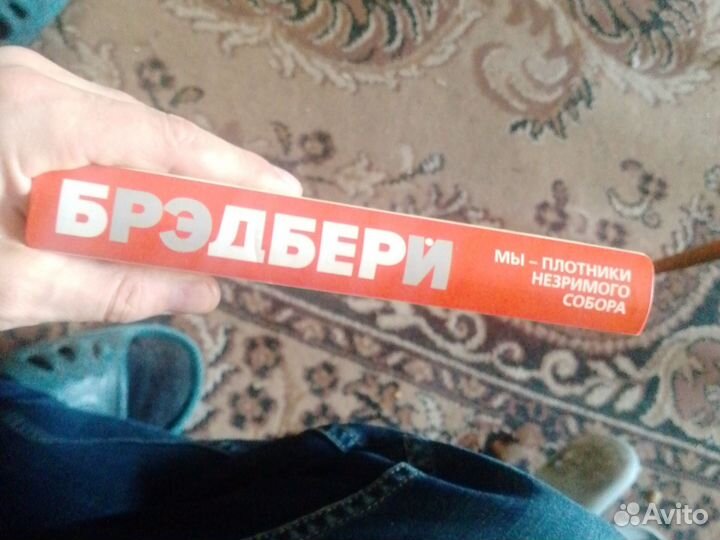 БРЭДБЕРИ
МЫ – ПЛОТНИКИ
НЕЗРИМОГО
СОБОРА
Avito